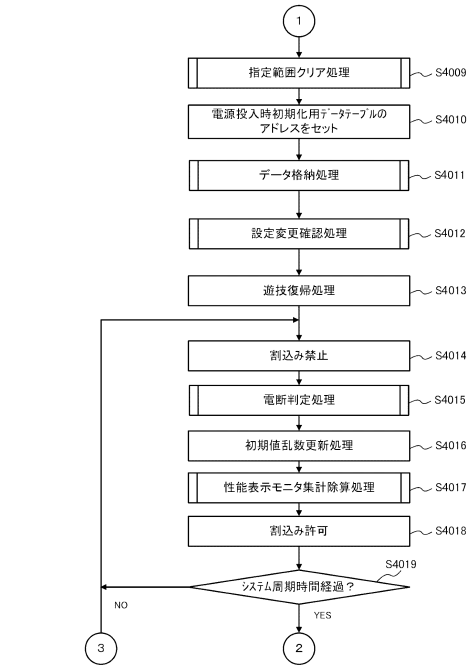 1
指定範囲クリア処理
S4009
電源投入時初期化用ﾃﾞｰﾀﾃｰﾌﾞﾙの
アドレスをセット
S4010
データ格納処理
S4011
設定変更確認処理
S4012
遊技復帰処理
S4013
割込み禁止
S4014
電断判定処理
S4015
初期値乱数更新処理
S4016
性能表示モニタ集計除算処理
S4017
割込み許可
S4018
ｼｽﾃﾑ周期時間経過？
S4019
NO
YES
3
2